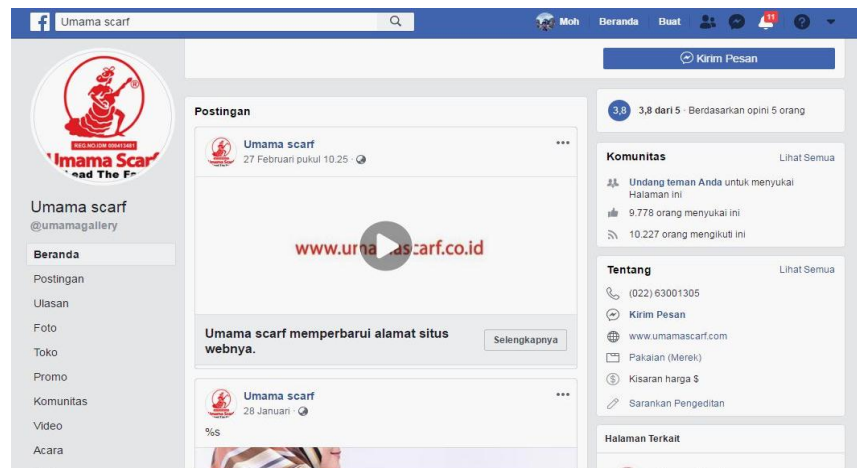 Umama scarf
Moh
Beranda
Buat
11
REG.NO.IDM 000413491
Umama Scarf
Lead The Fa
Umama scarf
@umamagallery
Beranda
Postingan
Ulasan
Foto
Toko
Promo
Komunitas
Video
Acara
Postingan
Umama scarf
27 Februari pukul 10.25 ·
www.umamascarf.co.id
Umama scarf memperbarui alamat situs
webnya.
Selengkapnya
Umama scarf
28 Januari ·
%s
Kirim Pesan
3,8
3,8 dari 5 · Berdasarkan opini 5 orang
Komunitas
Lihat Semua
Undang teman Anda untuk menyukai
Halaman ini
9.778 orang menyukai ini
10.227 orang mengikuti ini
Tentang
Lihat Semua
(022) 63001305
Kirim Pesan
www.umamascarf.com
Pakaian (Merek)
Kisaran harga $
Sarankan Pengeditan
Halaman Terkait